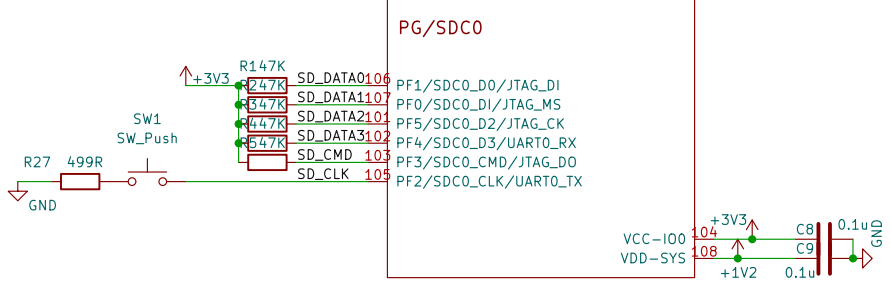 PG/SDC0
R147K
+3V3
R247K
SD_DATA0 106 PF1/SDC0_D0/JTAG_DI
R347K
SD_DATA1 107 PF0/SDC0_DI/JTAG_MS
R447K
SD_DATA2 101 PF5/SDC0_D2/JTAG_CK
R547K
SD_DATA3 102 PF4/SDC0_D3/UART0_RX
SD_CMD 103 PF3/SDC0_CMD/JTAG_DO
SD_CLK 105 PF2/SDC0_CLK/UART0_TX
SW1
SW_Push
R27 499R
GND
+3V3
VCC-IO0 104
C8 0.1u
VDD-SYS 108
C9 0.1u
+1V2
GND